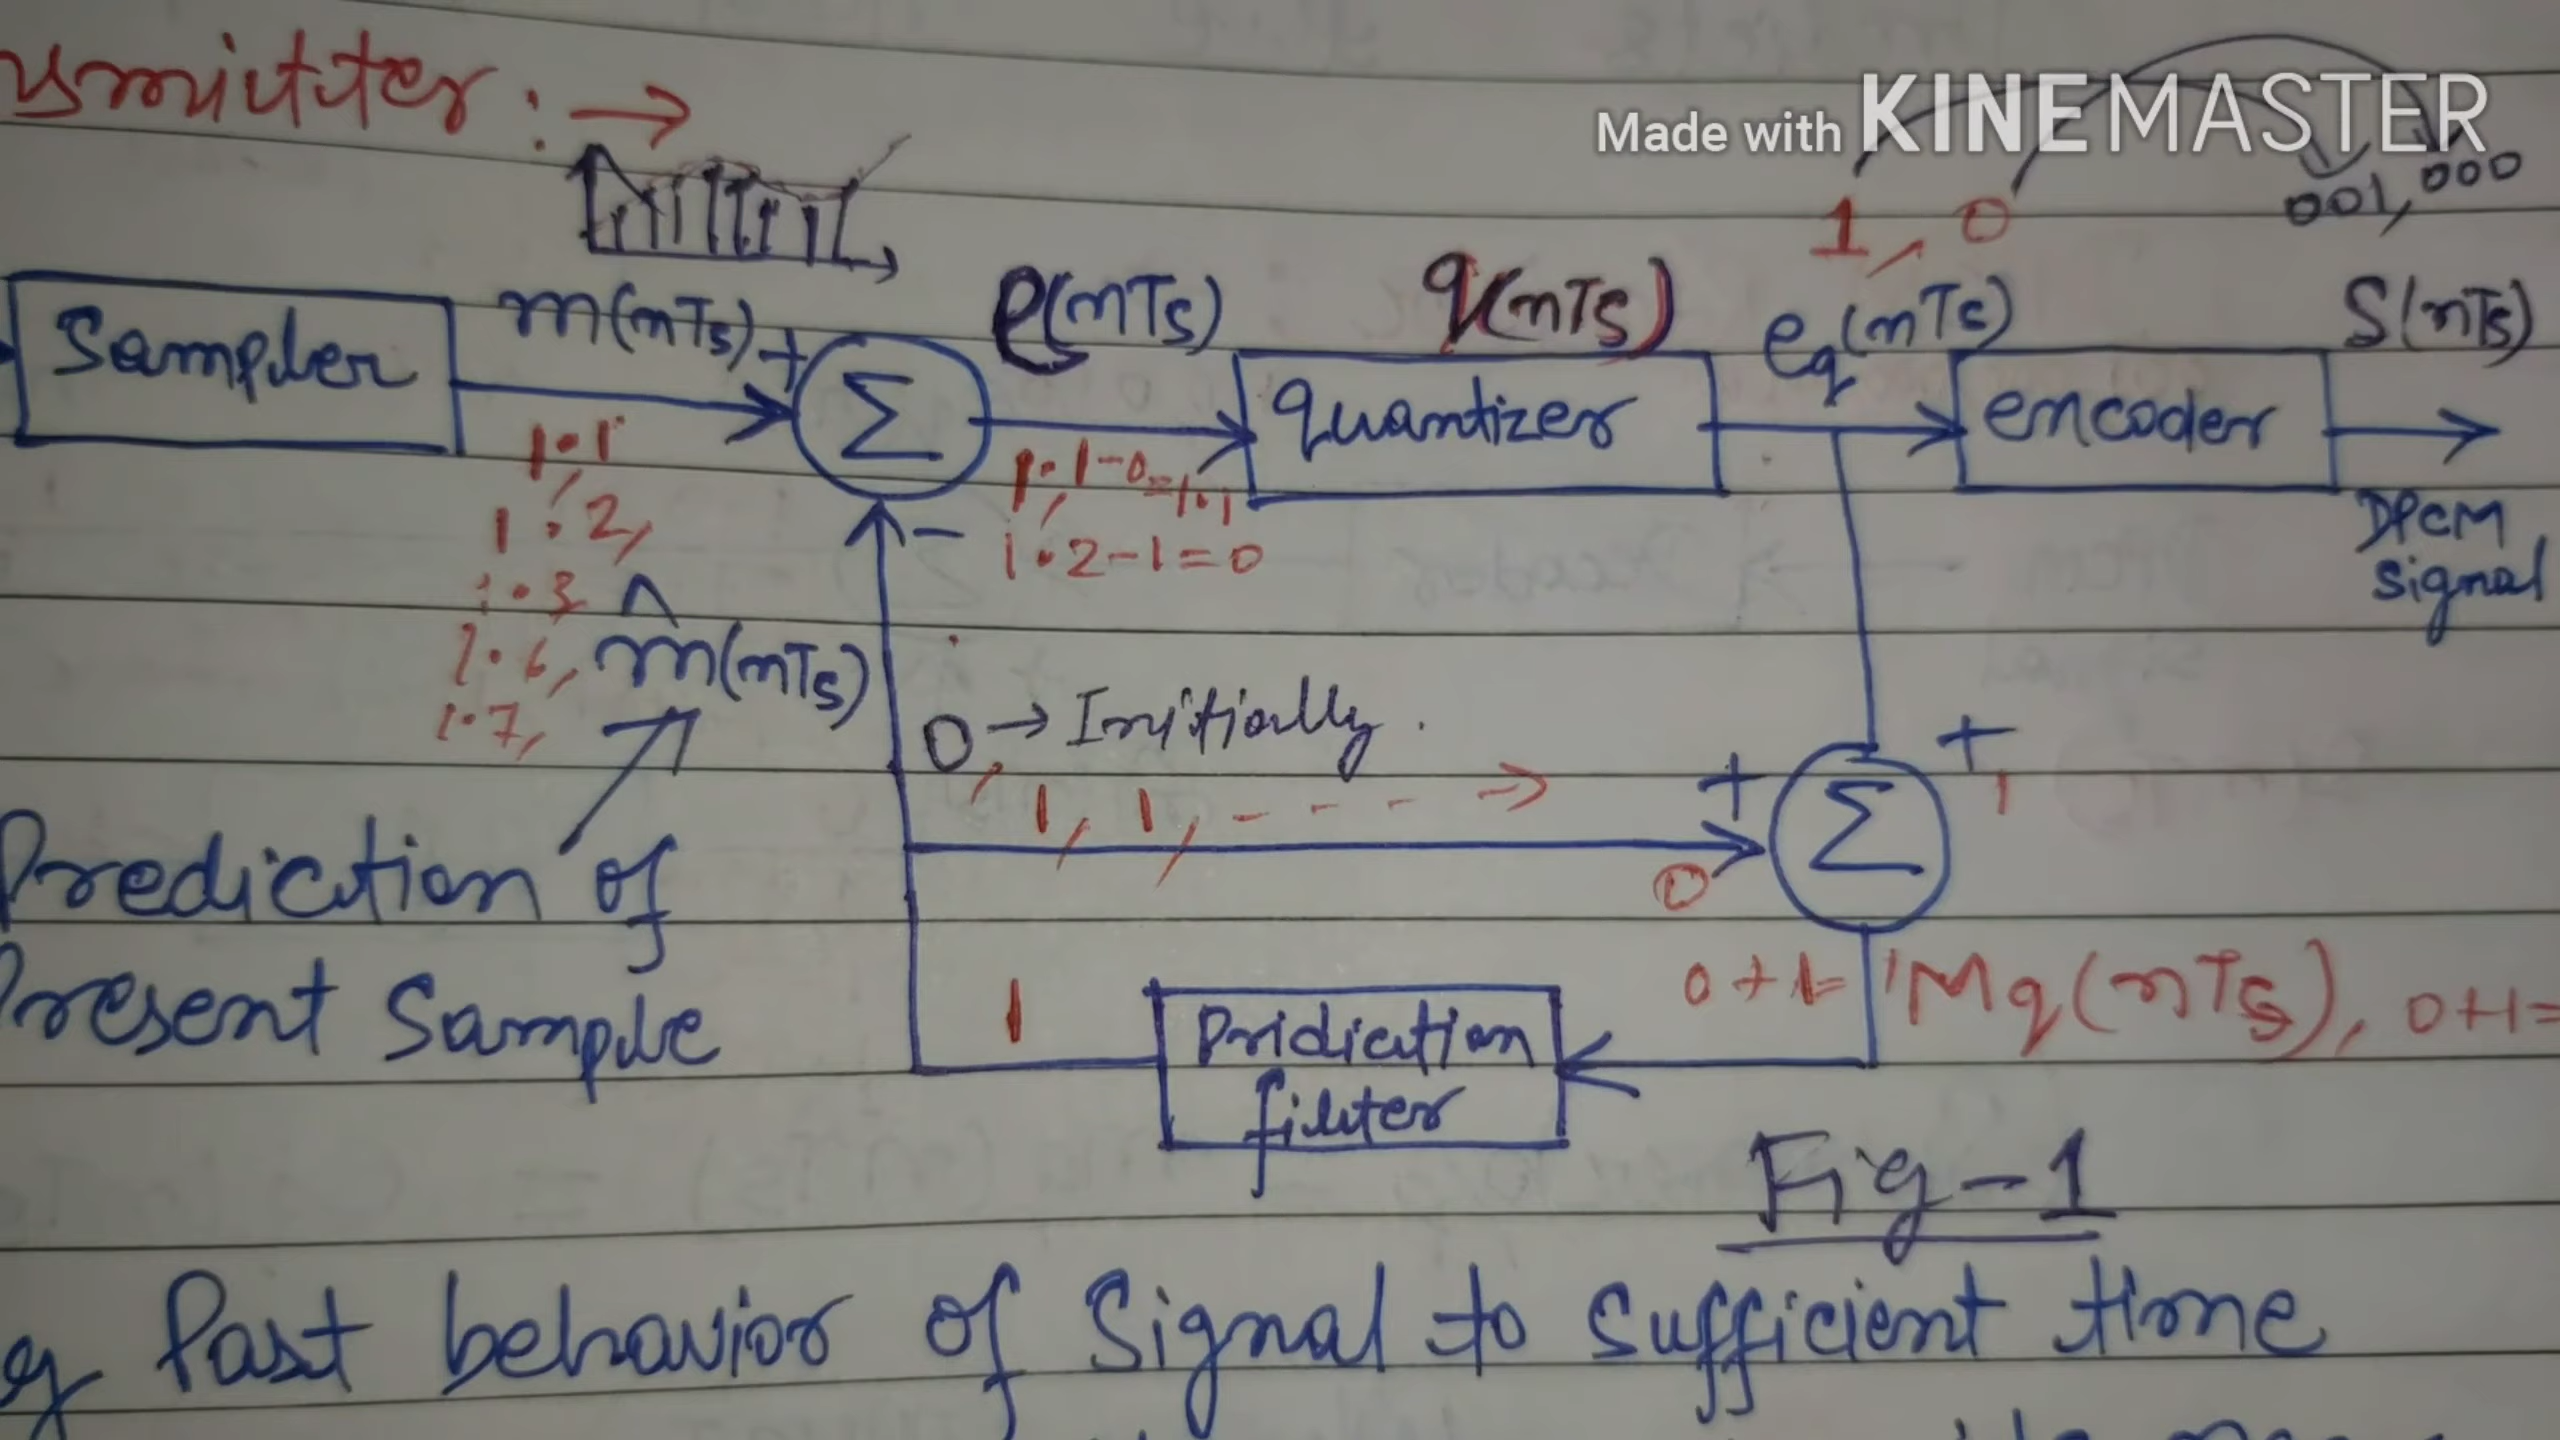 smitter : →
Made with KINEMASTER
1, 0
001, 000
Sampler
m(nTs)
+
Σ
e(nTs)
q(nTs)
quantizer
eq(nTs)
encoder
S(nTs)
DPCM
Signal
1.1,
1.2,
1.3
1.6,
1.7,
1.1-0=1.1
1.2-1=0
−
m̂(nTs)
0 → Initially.
, 1, 1, - - - →
+
+
1
Σ
0
Prediction of
Present Sample
1
Pridiction
filter
0+1=1
Mq(nTs), 0+1=
Fig-1
Past behavior of Signal to sufficient time